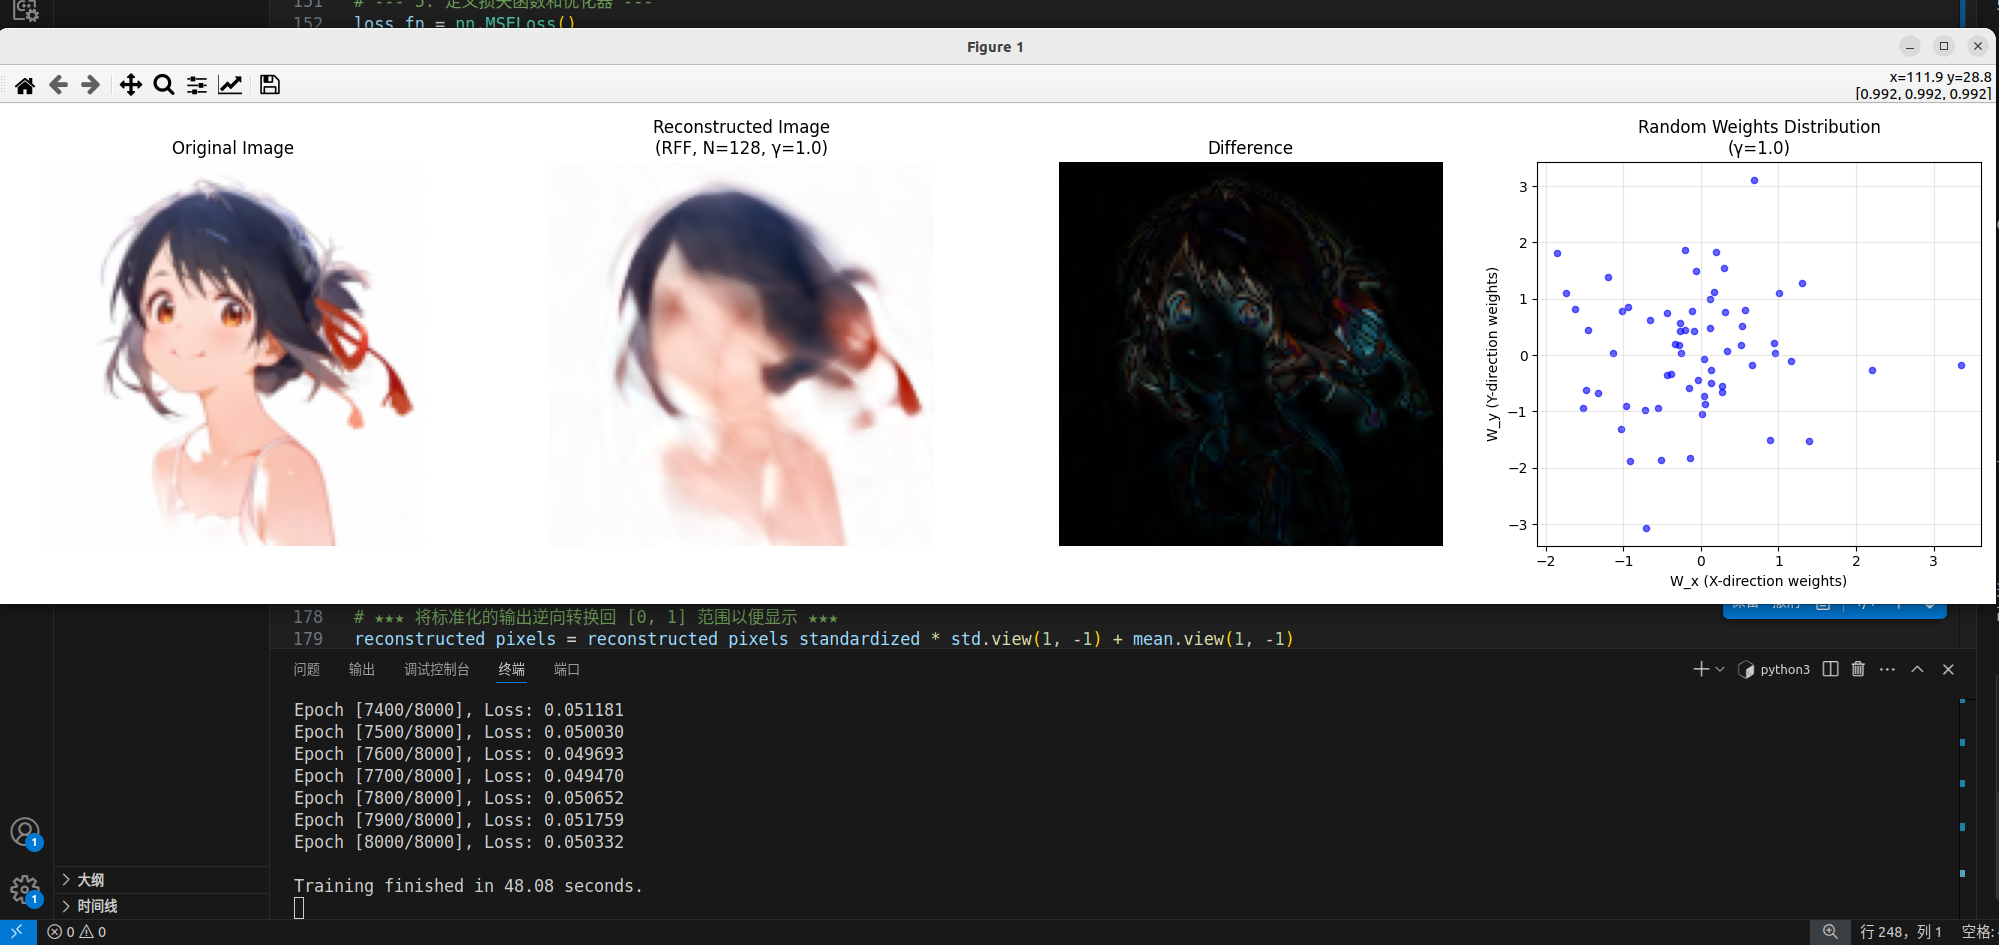 151 # --- 5. 定义损失函数和优化器 ---
152 loss_fn = nn.MSELoss()
Figure 1
x=111.9 y=28.8
[0.992, 0.992, 0.992]
Original Image
Reconstructed Image
(RFF, N=128, γ=1.0)
Difference
Random Weights Distribution
(γ=1.0)
3
2
1
0
−1
−2
−3
W_y (Y-direction weights)
−2 −1 0 1 2 3
W_x (X-direction weights)
178 # ★★★ 将标准化的输出逆向转换回 [0, 1] 范围以便显示 ★★★
179 reconstructed_pixels = reconstructed_pixels_standardized * std.view(1, -1) + mean.view(1, -1)
问题 输出 调试控制台 终端 端口
python3
Epoch [7400/8000], Loss: 0.051181
Epoch [7500/8000], Loss: 0.050030
Epoch [7600/8000], Loss: 0.049693
Epoch [7700/8000], Loss: 0.049470
Epoch [7800/8000], Loss: 0.050652
Epoch [7900/8000], Loss: 0.051759
Epoch [8000/8000], Loss: 0.050332
Training finished in 48.08 seconds.
1
1
大纲
时间线
0 0
行 248，列 1
空格: